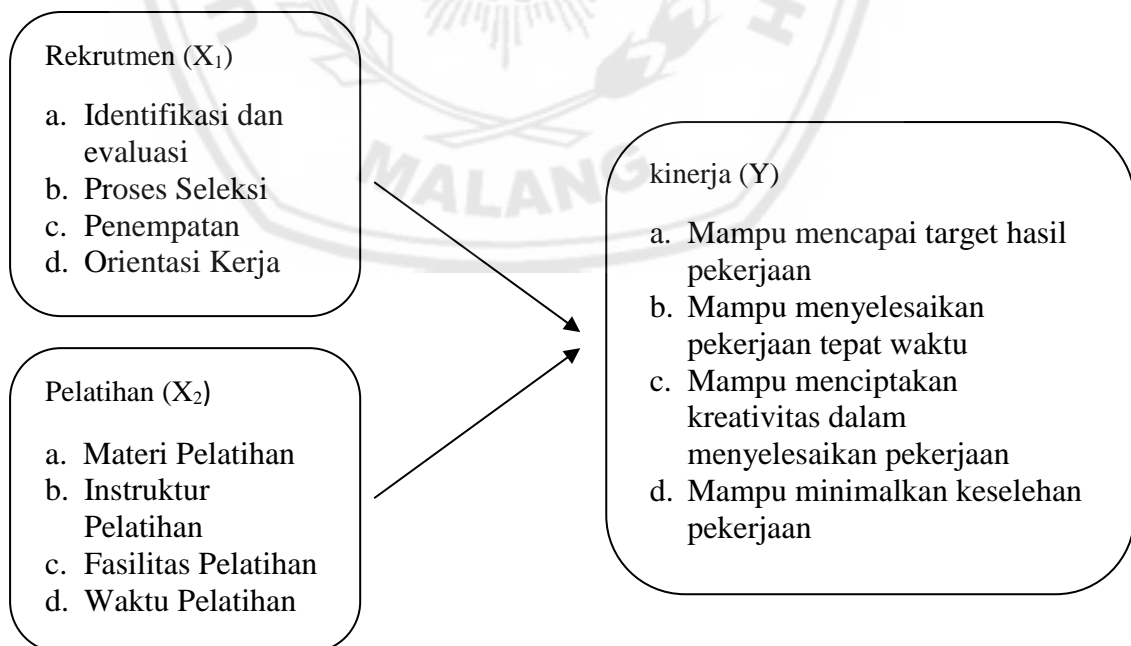 U
H
MALANG
Rekrutmen (X₁)
a. Identifikasi dan
evaluasi
b. Proses Seleksi
c. Penempatan
d. Orientasi Kerja
Pelatihan (X₂)
a. Materi Pelatihan
b. Instruktur
Pelatihan
c. Fasilitas Pelatihan
d. Waktu Pelatihan
kinerja (Y)
a. Mampu mencapai target hasil
pekerjaan
b. Mampu menyelesaikan
pekerjaan tepat waktu
c. Mampu menciptakan
kreativitas dalam
menyelesaikan pekerjaan
d. Mampu minimalkan keselehan
pekerjaan